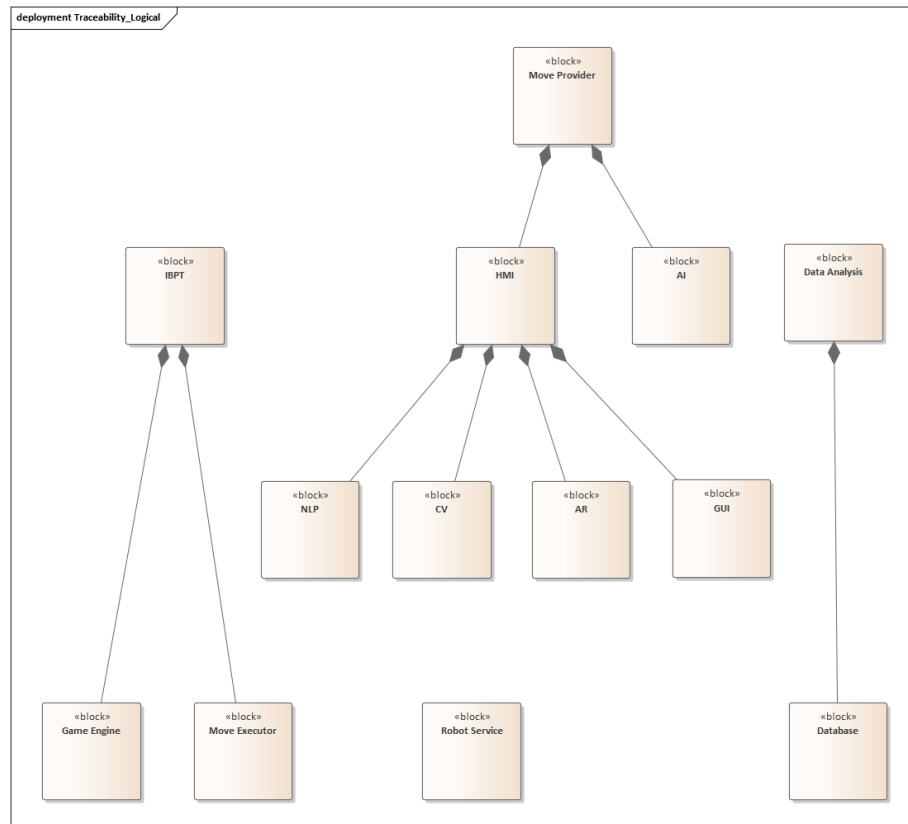 deployment Traceability_Logical
«block»
Move Provider
«block»
IBPT
«block»
HMI
«block»
AI
«block»
Data Analysis
«block»
NLP
«block»
CV
«block»
AR
«block»
GUI
«block»
Game Engine
«block»
Move Executor
«block»
Robot Service
«block»
Database